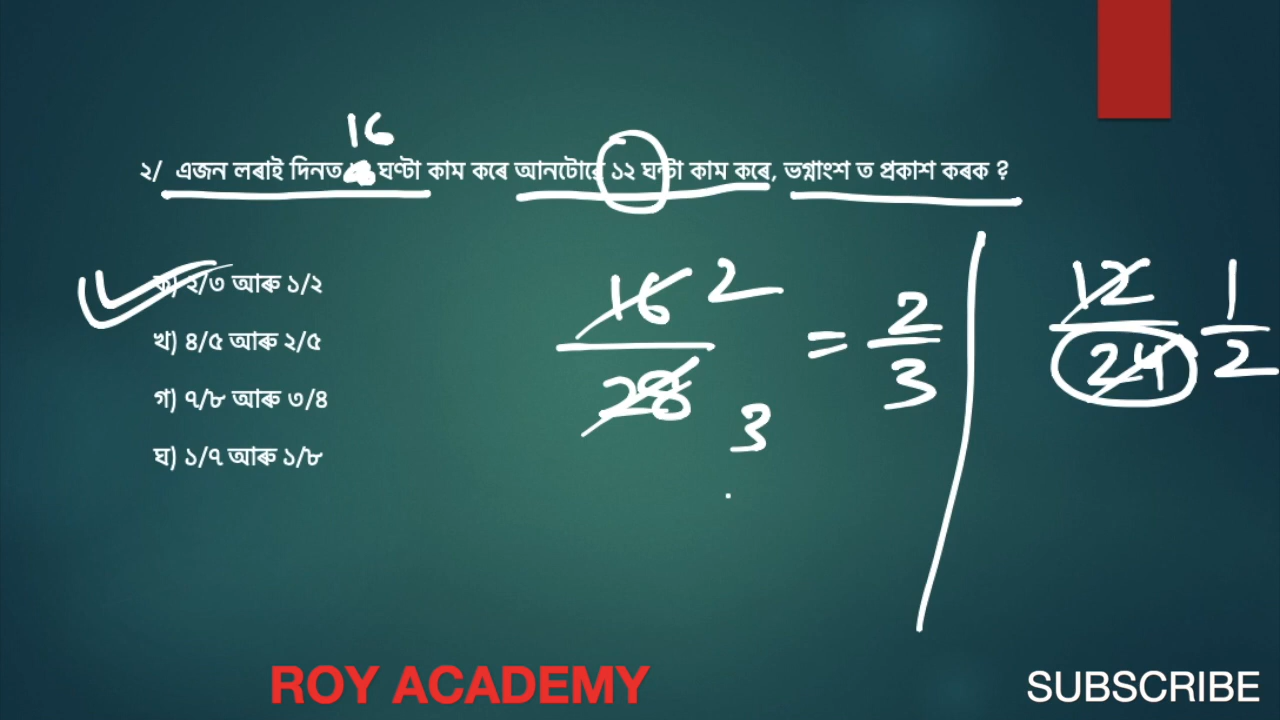 16
২/ এজন লৰাই দিনত ঘণ্টা কাম কৰে আনটোৱে ১২ ঘন্টা কাম কৰে, ভগ্নাংশ ত প্ৰকাশ কৰক ?
ক) ২/৩ আৰু ১/২
খ) ৪/৫ আৰু ২/৫
গ) ৭/৮ আৰু ৩/৪
ঘ) ১/৭ আৰু ১/৮
16 2
28 3
= 2
3
12 1
24 2
ROY ACADEMY
SUBSCRIBE